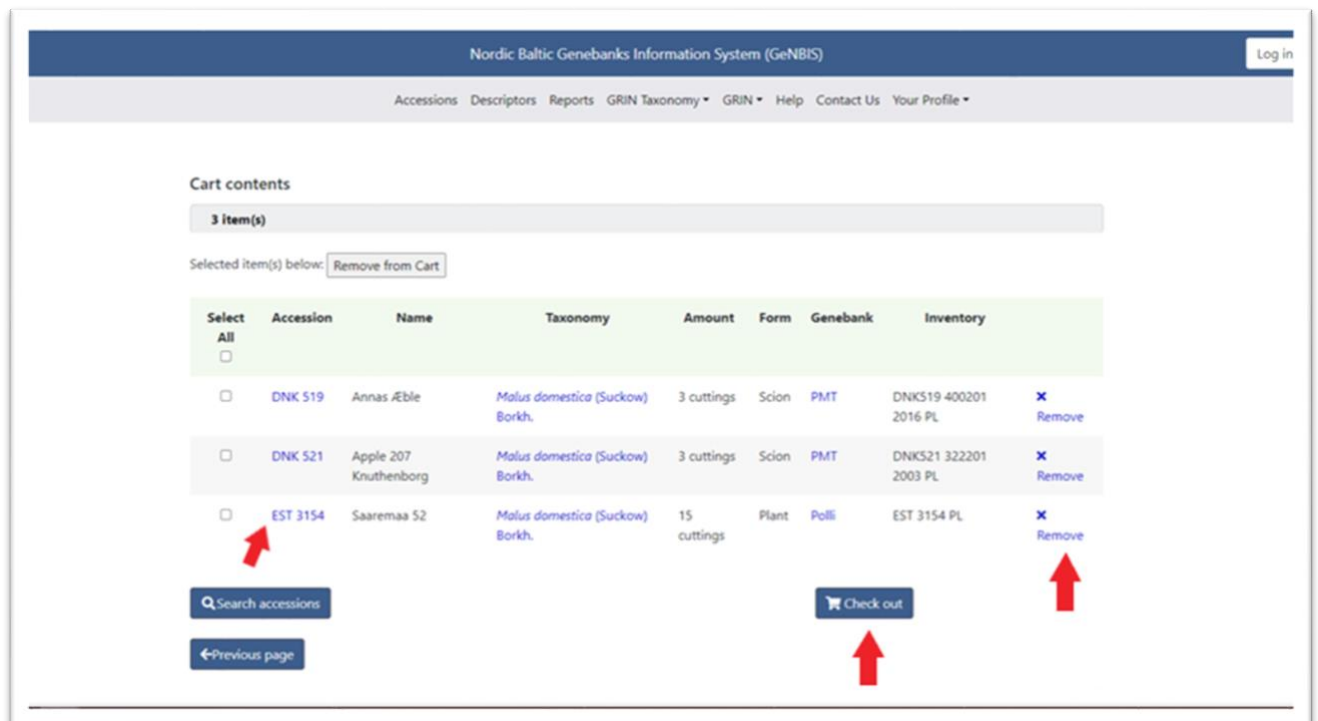 Nordic Baltic Genebanks Information System (GeNBIS) Log in
Accessions Descriptors Reports GRIN Taxonomy GRIN Help Contact Us Your Profile
Cart contents
3 item(s)
Selected item(s) below: Remove from Cart
Select All Accession Name Taxonomy Amount Form Genebank Inventory
DNK 519 Annas Æble Malus domestica (Suckow) Borkh. 3 cuttings Scion PMT DNK519 400201 2016 PL × Remove
DNK 521 Apple 207 Knuthenborg Malus domestica (Suckow) Borkh. 3 cuttings Scion PMT DNK521 322201 2003 PL × Remove
EST 3154 Saaremaa 52 Malus domestica (Suckow) Borkh. 15 cuttings Plant Polli EST 3154 PL × Remove
Search accessions Check out
Previous page